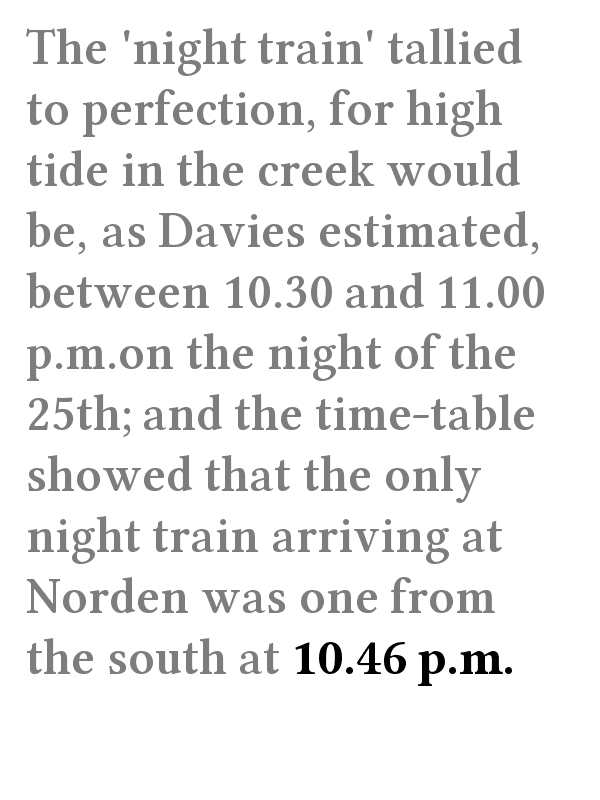 The 'night train' tallied
to perfection, for high
tide in the creek would
be, as Davies estimated,
between 10.30 and 11.00
p.m.on the night of the
25th; and the time-table
showed that the only
night train arriving at
Norden was one from
the south at 10.46 p.m.